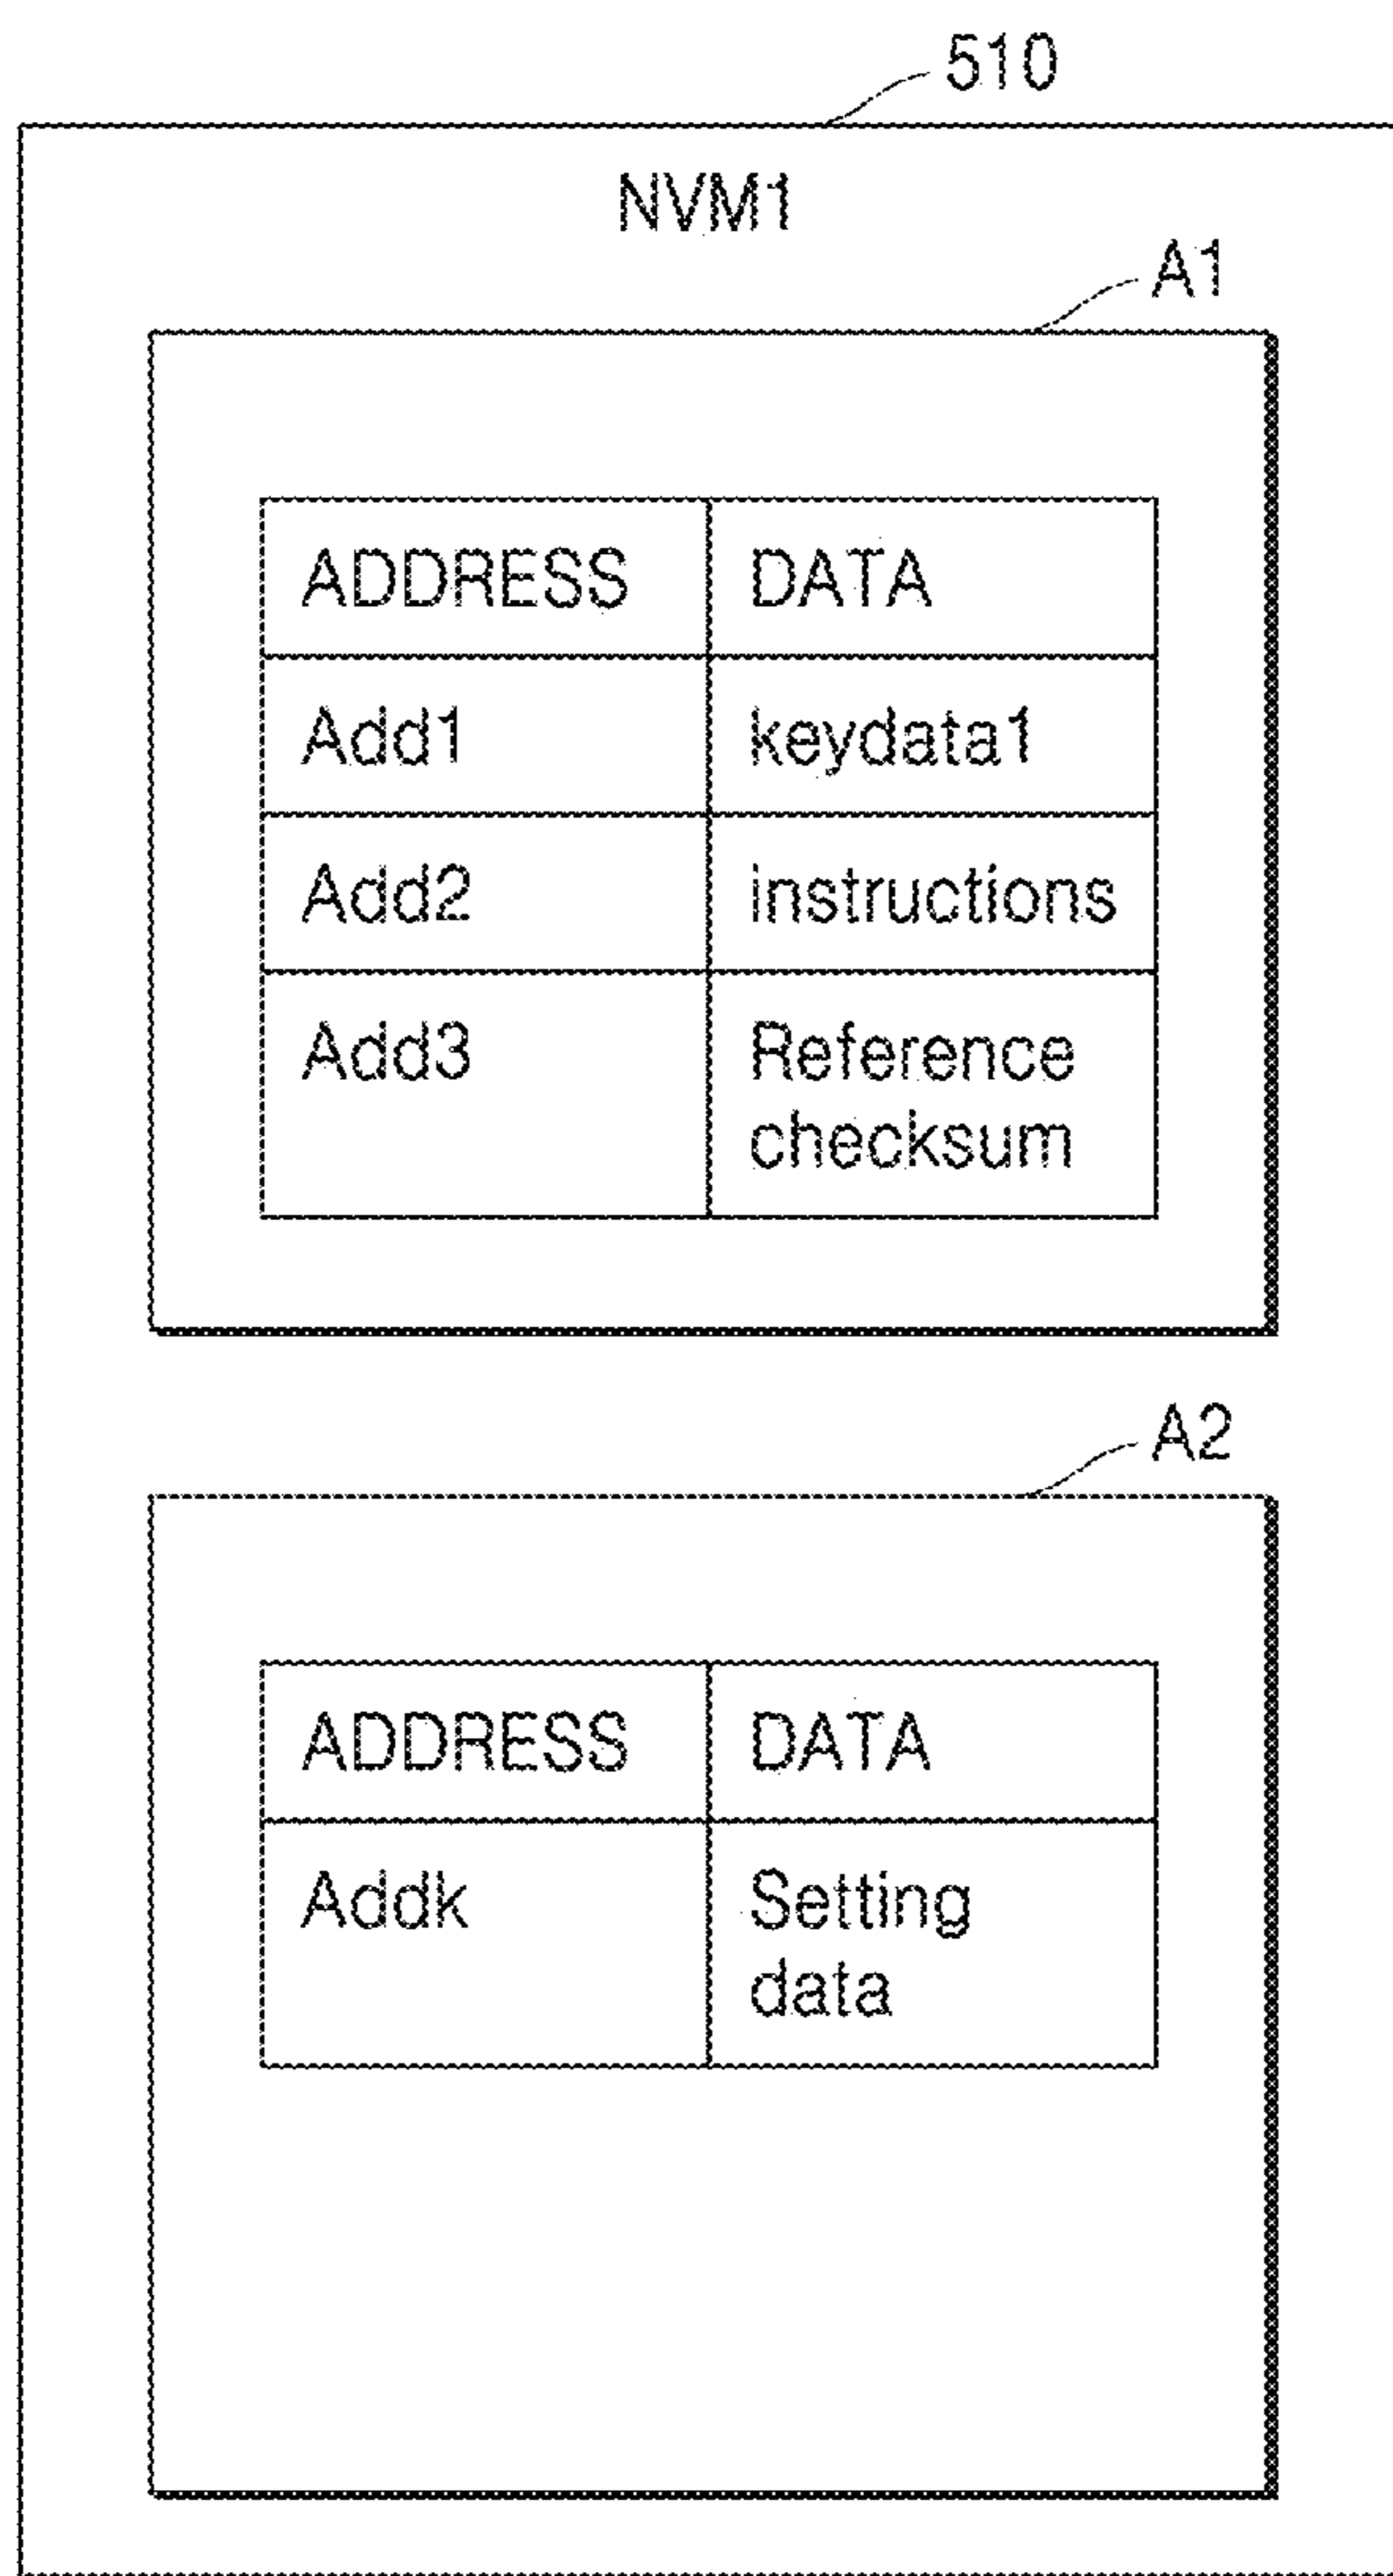 510
NVM1
A1
ADDRESS DATA
Add1 keydata1
Add2 instructions
Add3 Reference
checksum
A2
ADDRESS DATA
Addk Setting
data